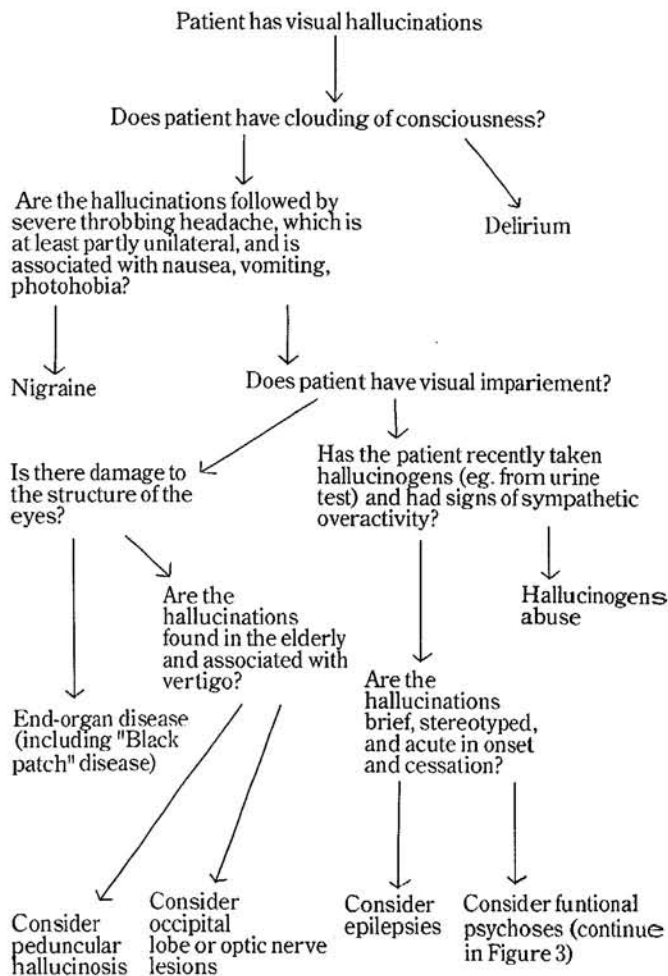 Patient has visual hallucinations
Does patient have clouding of consciousness?
Are the hallucinations followed by
severe throbbing headache, which is
at least partly unilateral, and is
associated with nausea, vomiting,
photohobia?
Delirium
Nigraine
Does patient have visual impariement?
Is there damage to
the structure of the
eyes?
Has the patient recently taken
hallucinogens (eg. from urine
test) and had signs of sympathetic
overactivity?
Are the
hallucinations
found in the elderly
and associated with
vertigo?
Hallucinogens
abuse
End-organ disease
(including "Black
patch" disease)
Are the
hallucinations
brief, stereotyped,
and acute in onset
and cessation?
Consider
peduncular
hallucinosis
Consider
occipital
lobe or optic nerve
lesions
Consider
epilepsies
Consider funtional
psychoses (continue
in Figure 3)